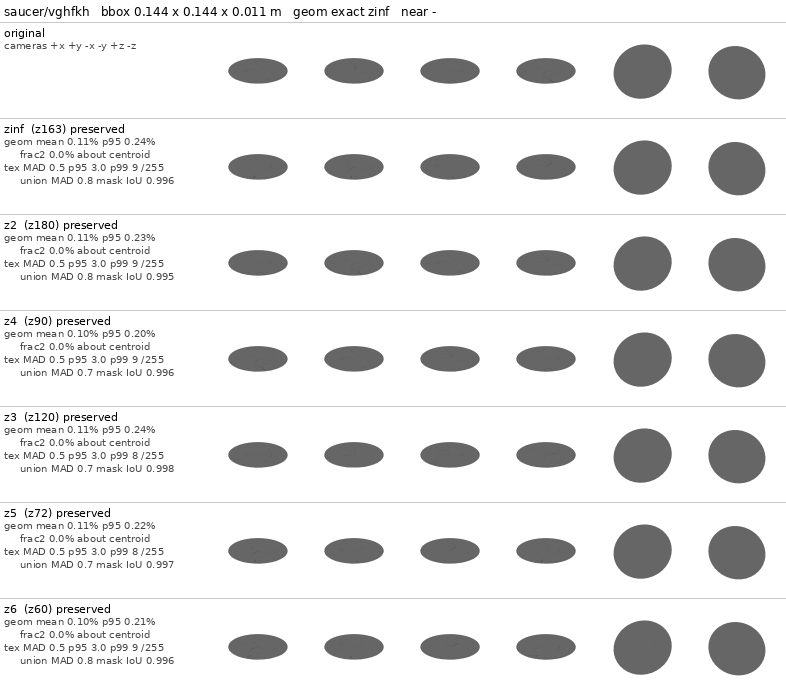 saucer/vghfkh   bbox 0.144 x 0.144 x 0.011 m   geom exact zinf   near -
original
cameras +x +y -x -y +z -z
zinf  (z163) preserved
geom mean 0.11% p95 0.24%
frac2 0.0% about centroid
tex MAD 0.5 p95 3.0 p99 9 /255
union MAD 0.8 mask IoU 0.996
z2  (z180) preserved
geom mean 0.11% p95 0.23%
frac2 0.0% about centroid
tex MAD 0.5 p95 3.0 p99 9 /255
union MAD 0.8 mask IoU 0.995
z4  (z90) preserved
geom mean 0.10% p95 0.20%
frac2 0.0% about centroid
tex MAD 0.5 p95 3.0 p99 9 /255
union MAD 0.7 mask IoU 0.996
z3  (z120) preserved
geom mean 0.11% p95 0.24%
frac2 0.0% about centroid
tex MAD 0.5 p95 3.0 p99 8 /255
union MAD 0.7 mask IoU 0.998
z5  (z72) preserved
geom mean 0.11% p95 0.22%
frac2 0.0% about centroid
tex MAD 0.5 p95 3.0 p99 8 /255
union MAD 0.7 mask IoU 0.997
z6  (z60) preserved
geom mean 0.10% p95 0.21%
frac2 0.0% about centroid
tex MAD 0.5 p95 3.0 p99 9 /255
union MAD 0.8 mask IoU 0.996